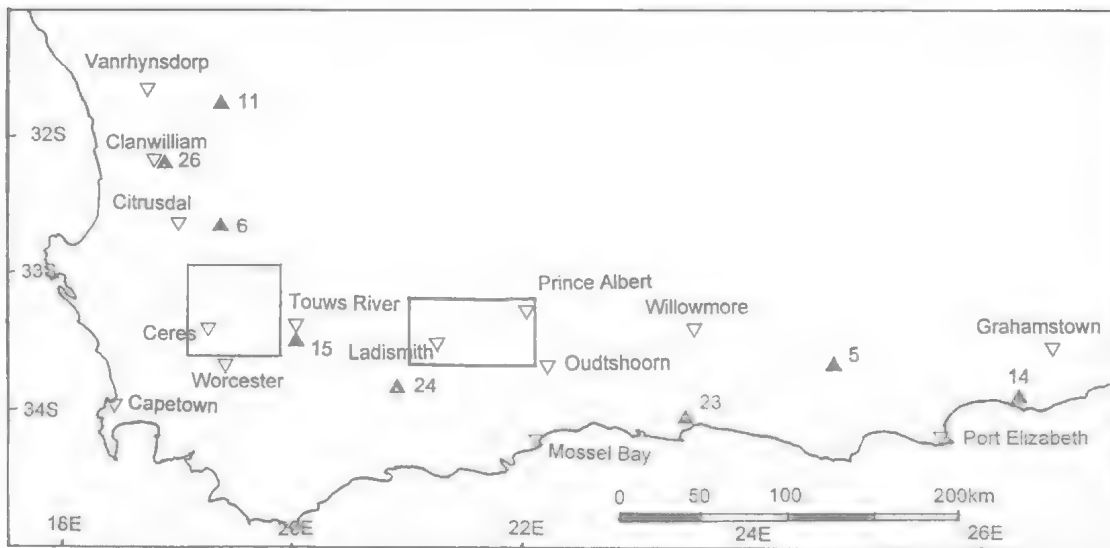 Vanrhynsdorp
11
32S
Clanwilliam
26
Citrusdal
6
33S
Prince Albert
Touws River
Willowmore
Ceres
Grahamstown
15
Ladismith
5
Worcester
Oudtshoorn
24
14
34S
Capetown
23
Port Elizabeth
Mossel Bay
0 50 100 200km
18E 20E 22E 24E 26E